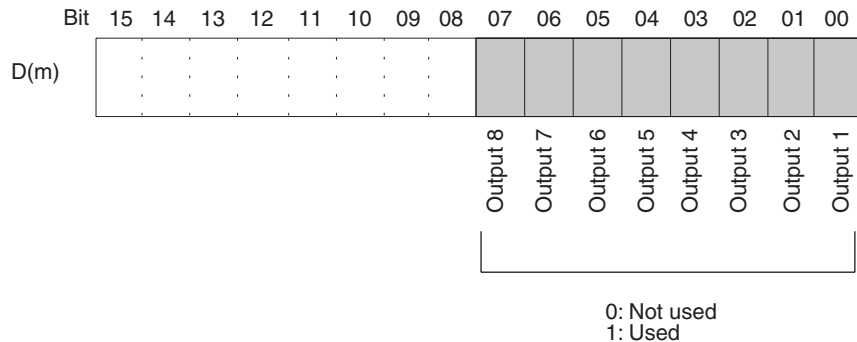 Bit 15 14 13 12 11 10 09 08 07 06 05 04 03 02 01 00
D(m)
Output 8 Output 7 Output 6 Output 5 Output 4 Output 3 Output 2 Output 1
0: Not used
1: Used